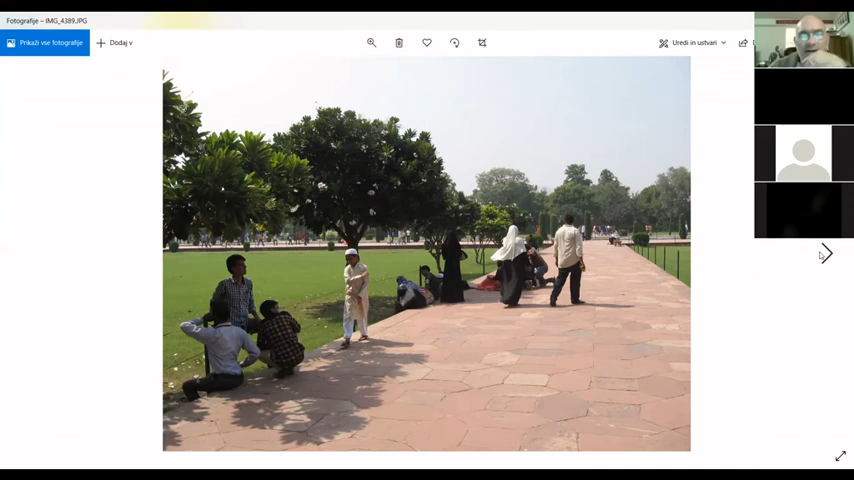 Fotografije – IMG_4389.JPG
Prikaži vse fotografije
Dodaj v
Uredi in ustvari